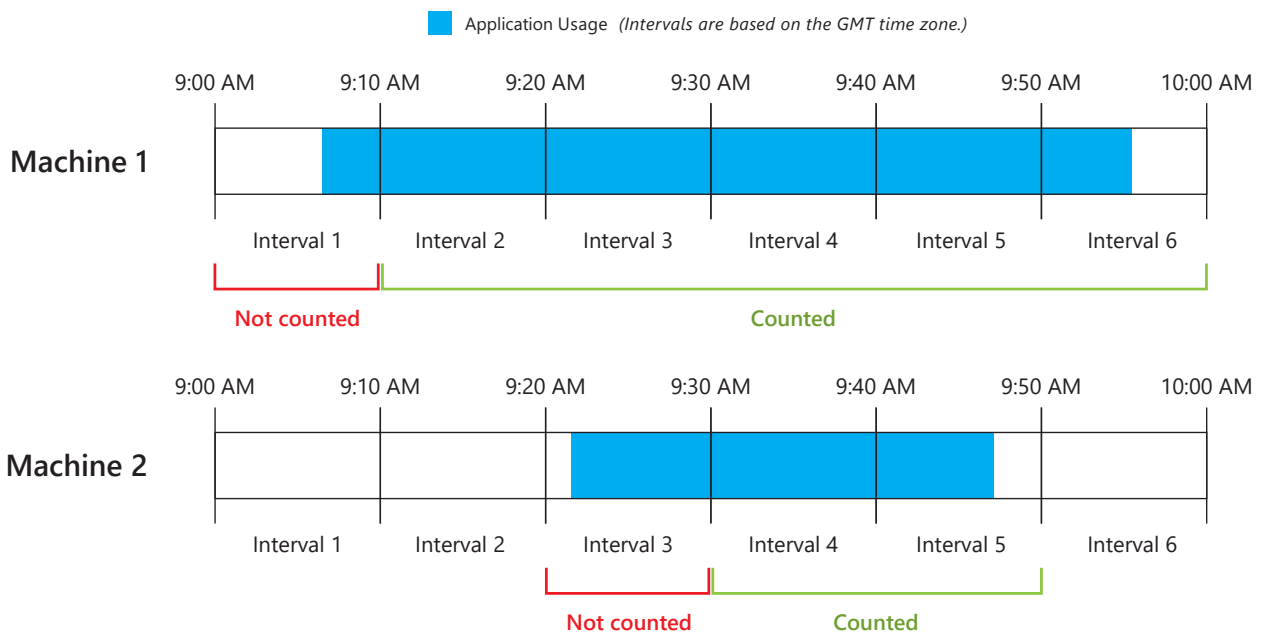 Application Usage (Intervals are based on the GMT time zone.)
9:00 AM 9:10 AM 9:20 AM 9:30 AM 9:40 AM 9:50 AM 10:00 AM
Machine 1
Interval 1 Interval 2 Interval 3 Interval 4 Interval 5 Interval 6
Not counted Counted
9:00 AM 9:10 AM 9:20 AM 9:30 AM 9:40 AM 9:50 AM 10:00 AM
Machine 2
Interval 1 Interval 2 Interval 3 Interval 4 Interval 5 Interval 6
Not counted Counted